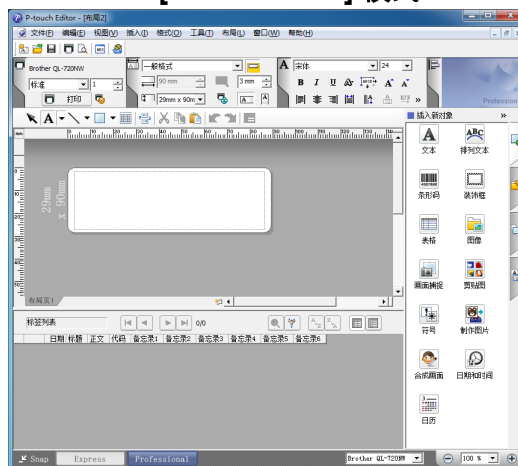 P-touch Editor - [布局2]
文件(F) 编辑(E) 视图(V) 插入(I) 格式(O) 工具(T) 布局(L) 窗口(W) 帮助(H)
Brother QL-720NW
标准 1
打印
一般格式
90 mm 3 mm
29mm x 90m
A 宋体 24
B I U
Professional
插入新对象
29mm
x 90mm
布局页1
文本 排列文本
条形码 装饰框
表格 图像
画面捕捉 剪贴图
符号 制作图片
合成画面 日期和时间
日历
标签列表 0/0
日期 标题 正文 代码 备忘录1 备忘录2 备忘录3 备忘录4 备忘录5 备忘录6
Snap Express Professional Brother QL-720NW 100 %